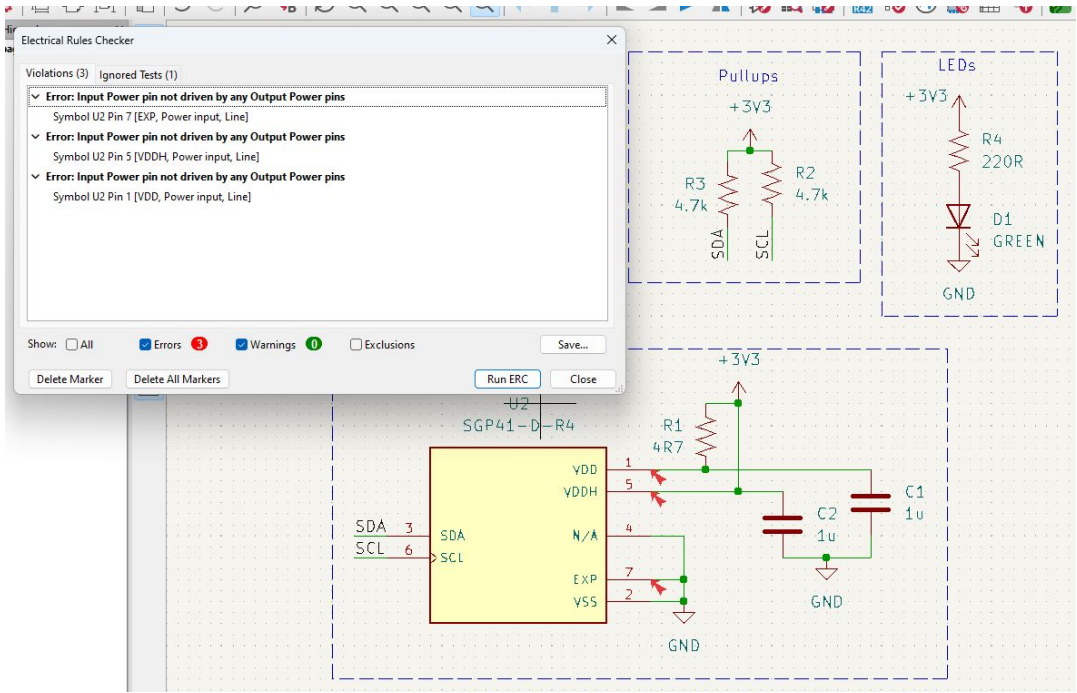 R42
Electrical Rules Checker
Violations (3) Ignored Tests (1)
Error: Input Power pin not driven by any Output Power pins
Symbol U2 Pin 7 [EXP, Power input, Line]
Error: Input Power pin not driven by any Output Power pins
Symbol U2 Pin 5 [VDDH, Power input, Line]
Error: Input Power pin not driven by any Output Power pins
Symbol U2 Pin 1 [VDD, Power input, Line]
Show: All Errors 3 Warnings 0 Exclusions Save...
Delete Marker Delete All Markers Run ERC Close
Pullups
+3V3
R3
4.7k
R2
4.7k
SDA
SCL
LEDs
+3V3
R4
220R
D1
GREEN
GND
+3V3
U2
SGP41-D-R4
R1
4R7
VDD 1
VDDH 5
N/A 4
EXP 7
VSS 2
SDA 3 SDA
SCL 6 SCL
C2
1u
C1
1u
GND
GND